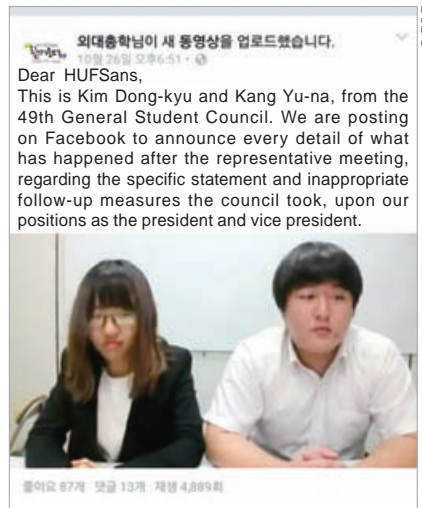 외대총학님이 새 동영상을 업로드했습니다.
10월 26일 오후6:51 ·
Dear HUFSans,
This is Kim Dong-kyu and Kang Yu-na, from the
49th General Student Council. We are posting
on Facebook to announce every detail of what
has happened after the representative meeting,
regarding the specific statement and inappropriate
follow-up measures the council took, upon our
positions as the president and vice president.
좋아요 87개 댓글 13개 재생 4,889회